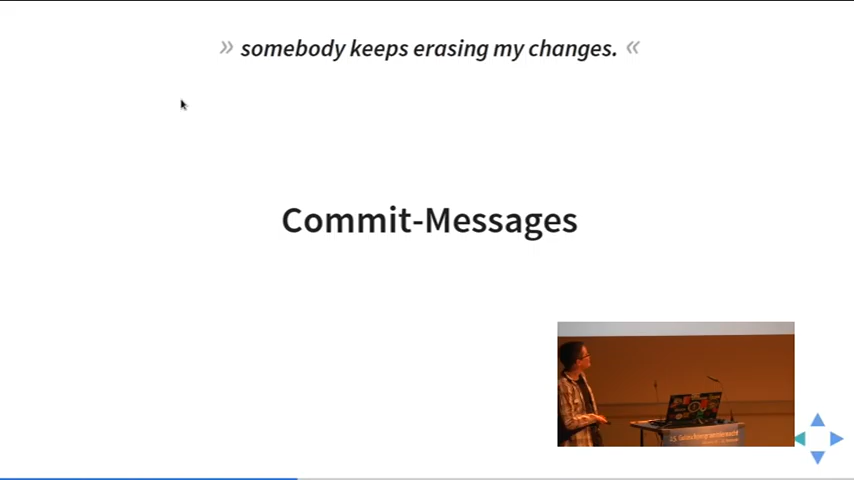 » somebody keeps erasing my changes. «
Commit-Messages